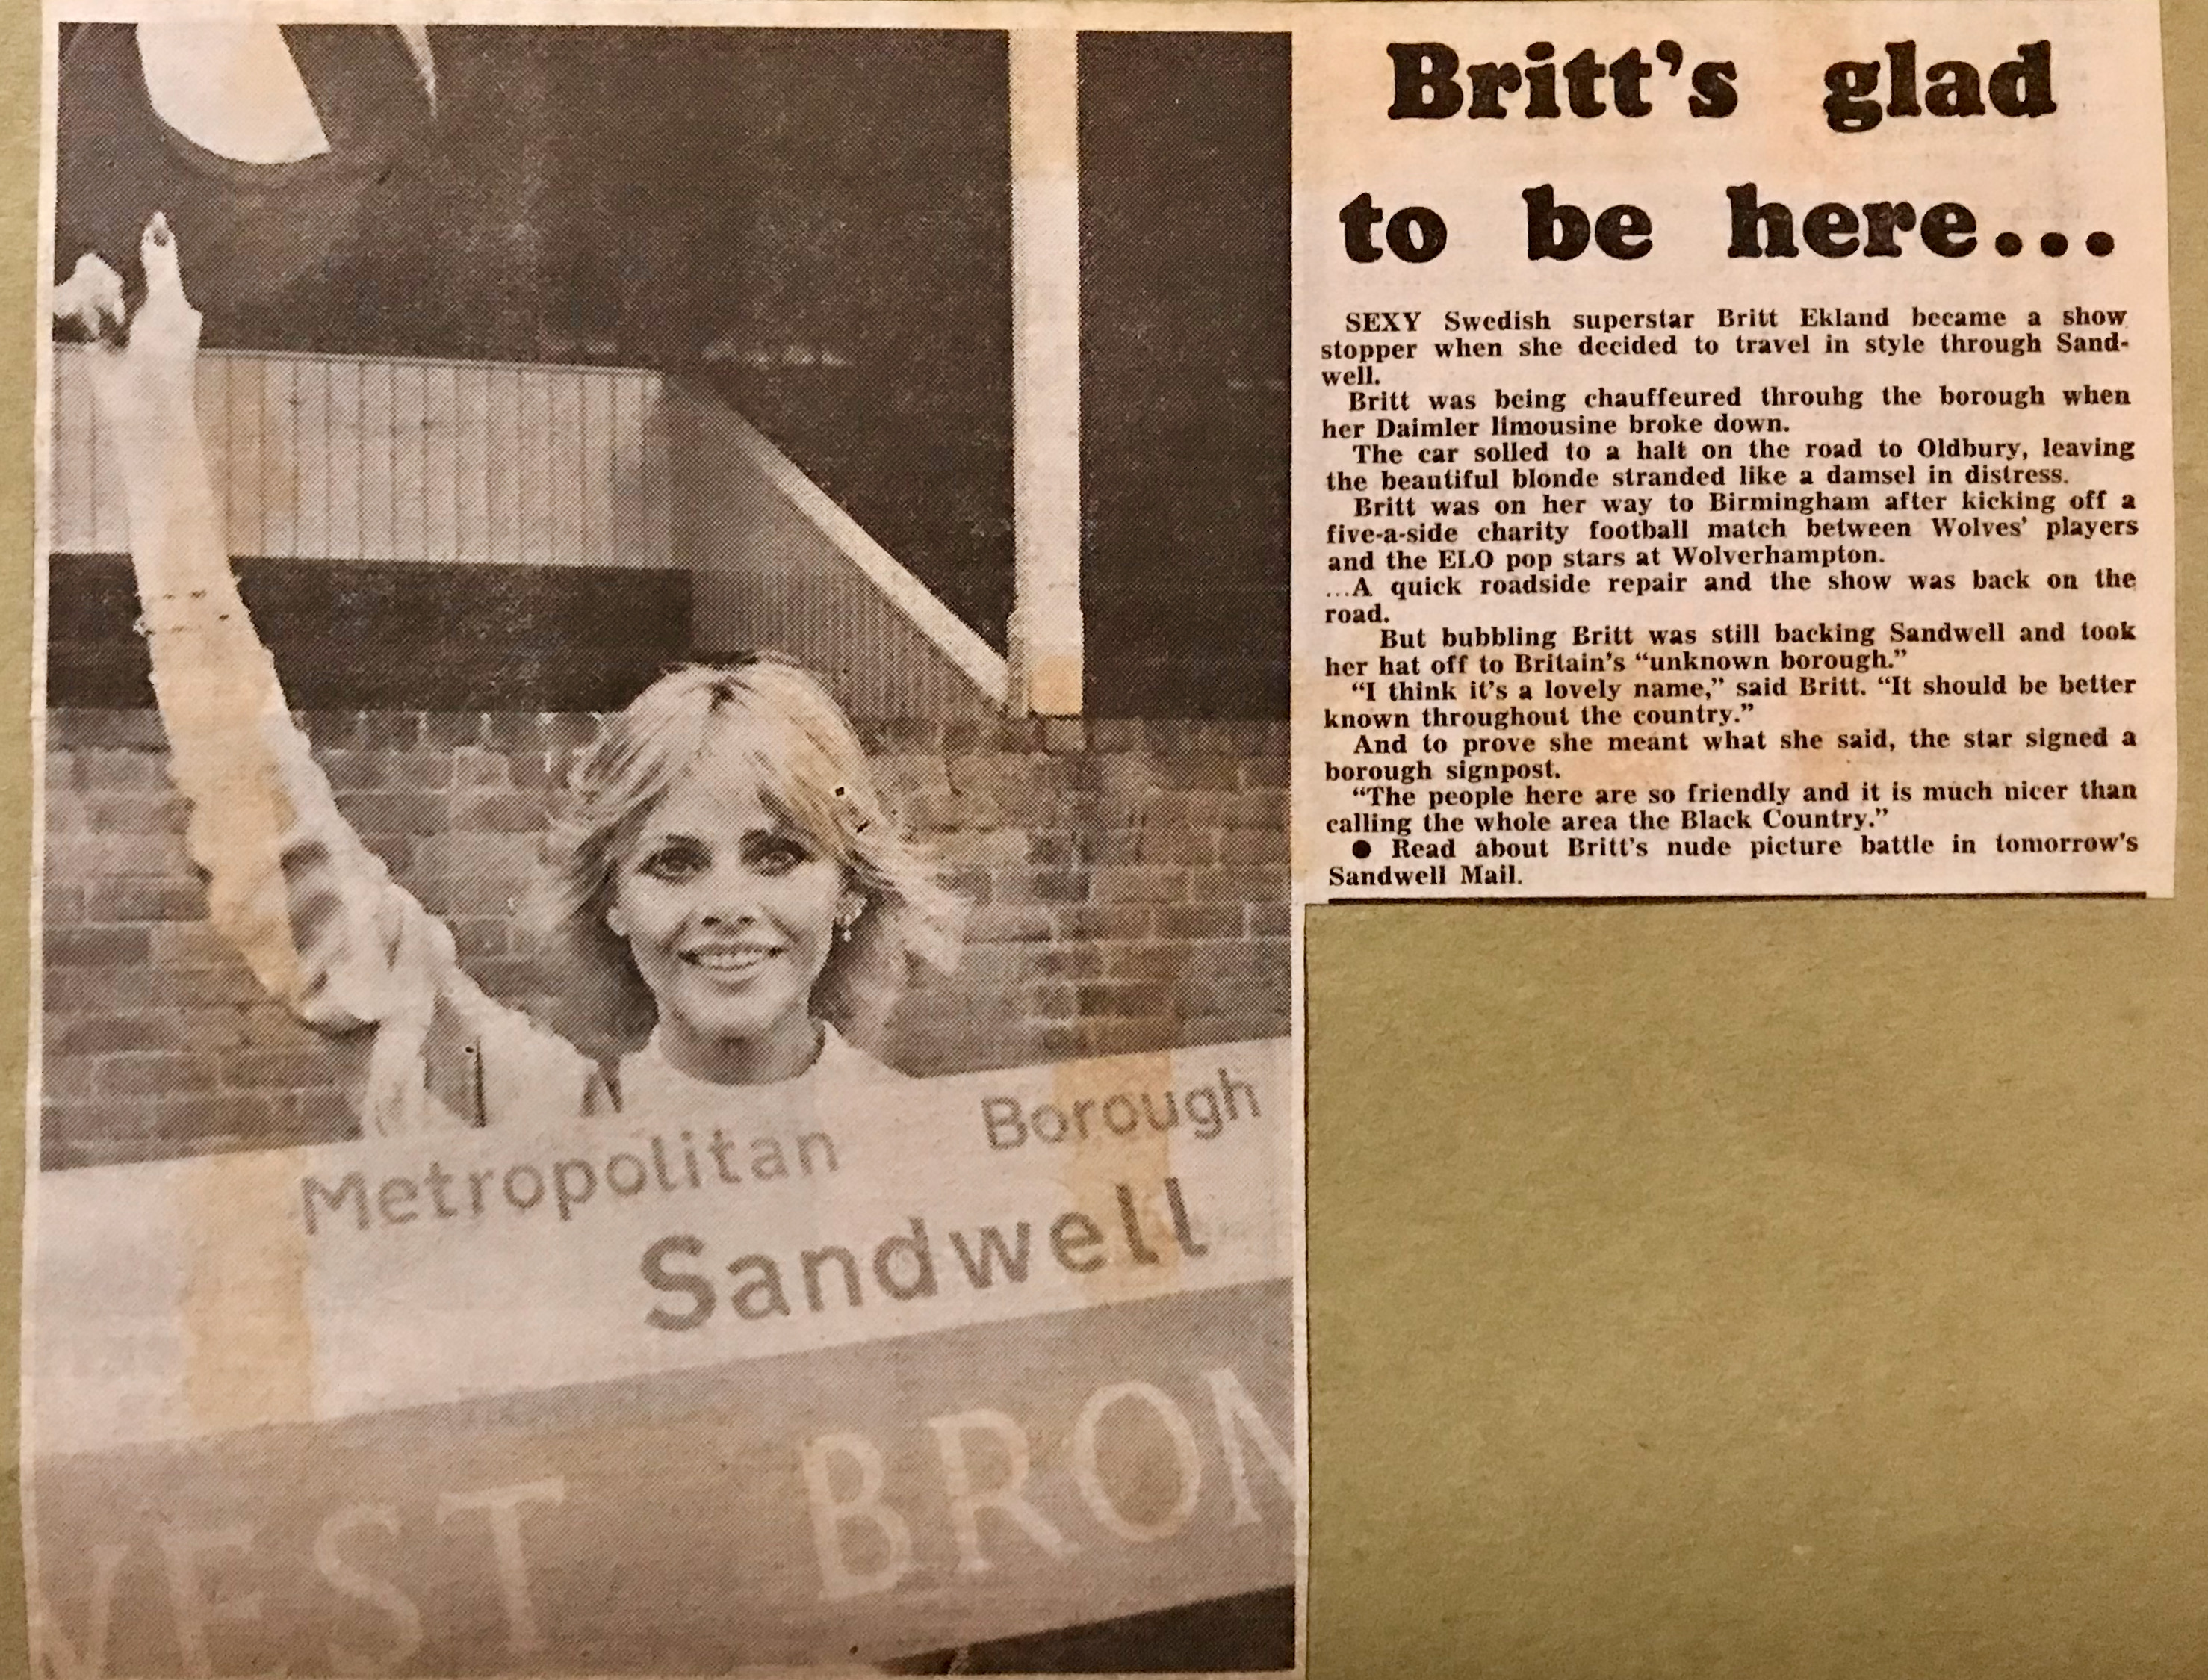 Britt's glad
to be here...
SEXY Swedish superstar Britt Ekland became a show
stopper when she decided to travel in style through Sand-
well.
Britt was being chauffeured throuhg the borough when
her Daimler limousine broke down.
The car solled to a halt on the road to Oldbury, leaving
the beautiful blonde stranded like a damsel in distress.
Britt was on her way to Birmingham after kicking off a
five-a-side charity football match between Wolves' players
and the ELO pop stars at Wolverhampton.
...A quick roadside repair and the show was back on the
road.
But bubbling Britt was still backing Sandwell and took
her hat off to Britain's “unknown borough.”
“I think it's a lovely name,” said Britt. “It should be better
known throughout the country.”
And to prove she meant what she said, the star signed a
borough signpost.
“The people here are so friendly and it is much nicer than
calling the whole area the Black Country.”
● Read about Britt's nude picture battle in tomorrow's
Sandwell Mail.
Metropolitan Borough
Sandwell
WEST BROM